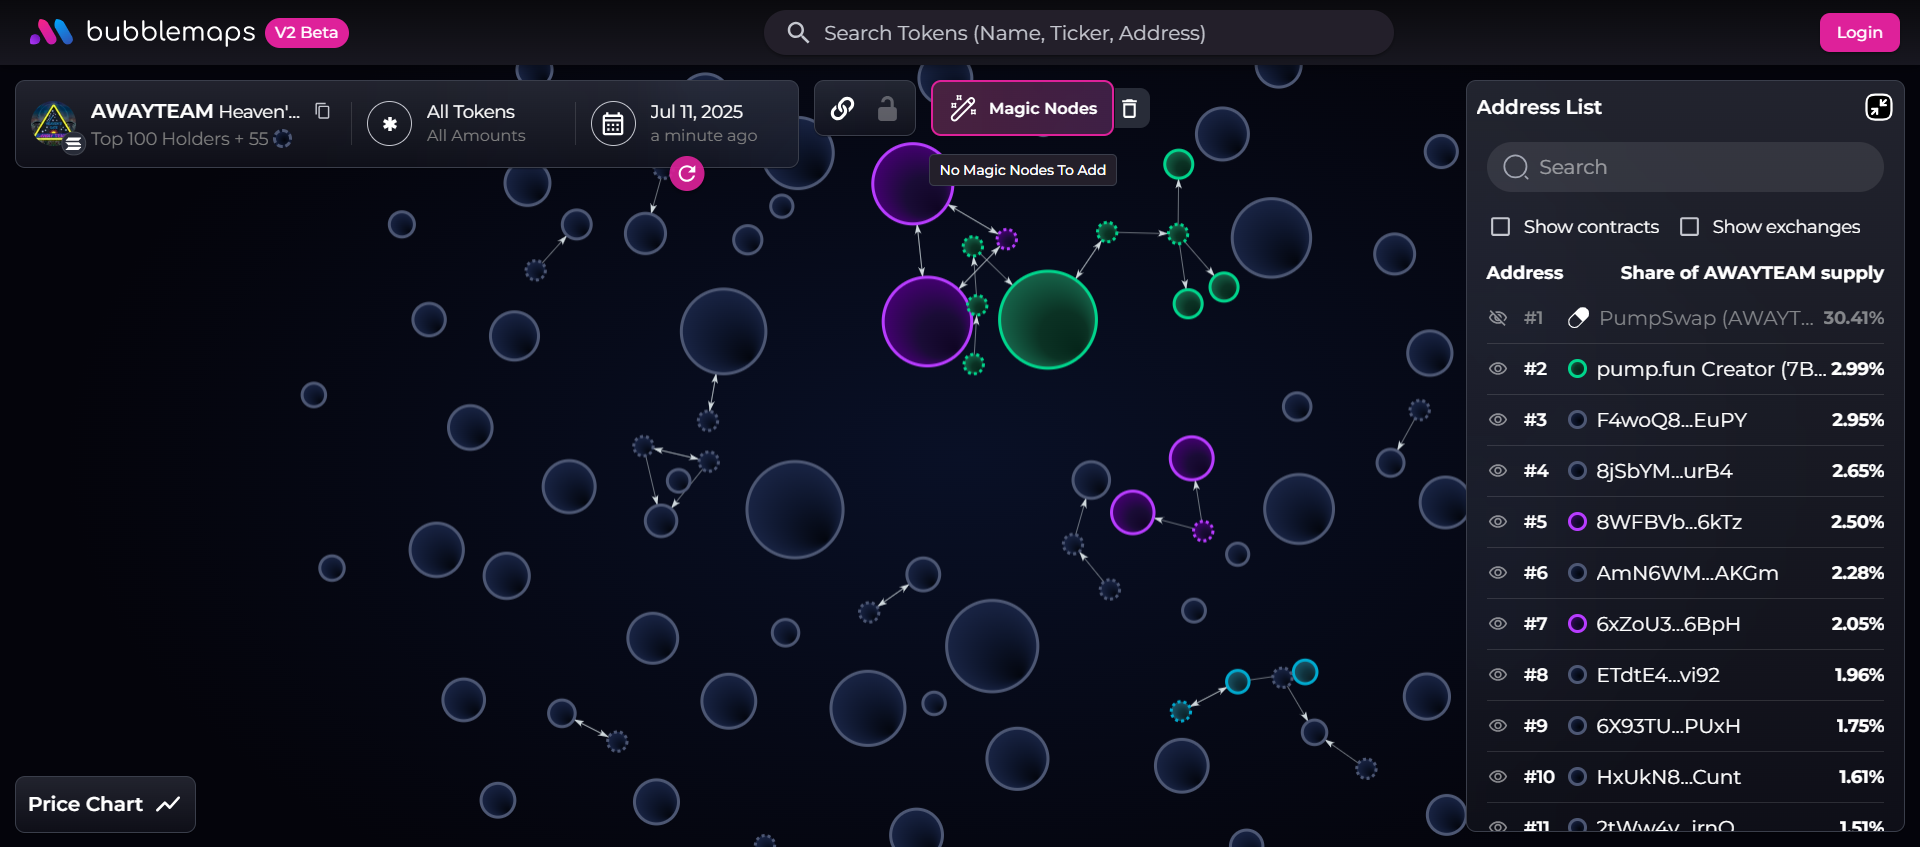 bubblemaps V2 Beta
Search Tokens (Name, Ticker, Address)
Login
AWAYTEAM Heaven'...
Top 100 Holders + 55
All Tokens
All Amounts
Jul 11, 2025
a minute ago
Magic Nodes
No Magic Nodes To Add
Address List
Search
Show contracts
Show exchanges
Address Share of AWAYTEAM supply
#1 PumpSwap (AWAYT... 30.41%
#2 pump.fun Creator (7B... 2.99%
#3 F4woQ8...EuPY 2.95%
#4 8jSbYM...urB4 2.65%
#5 8WFBVb...6kTz 2.50%
#6 AmN6WM...AKGm 2.28%
#7 6xZoU3...6BpH 2.05%
#8 ETdtE4...vi92 1.96%
#9 6X93TU...PUxH 1.75%
#10 HxUkN8...Cunt 1.61%
#11 1.51%
Price Chart